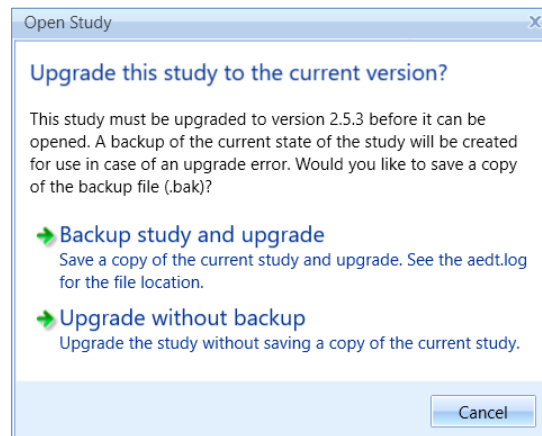 Open Study
Upgrade this study to the current version?
This study must be upgraded to version 2.5.3 before it can be
opened. A backup of the current state of the study will be created
for use in case of an upgrade error. Would you like to save a copy
of the backup file (.bak)?
Backup study and upgrade
Save a copy of the current study and upgrade. See the aedt.log
for the file location.
Upgrade without backup
Upgrade the study without saving a copy of the current study.
Cancel